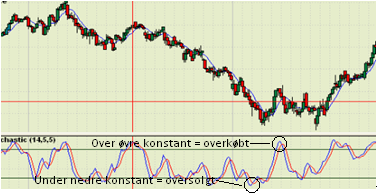 chastic (14,5,5)
Over øvre konstant = overkøbt
Under nedre konstant = oversolgt